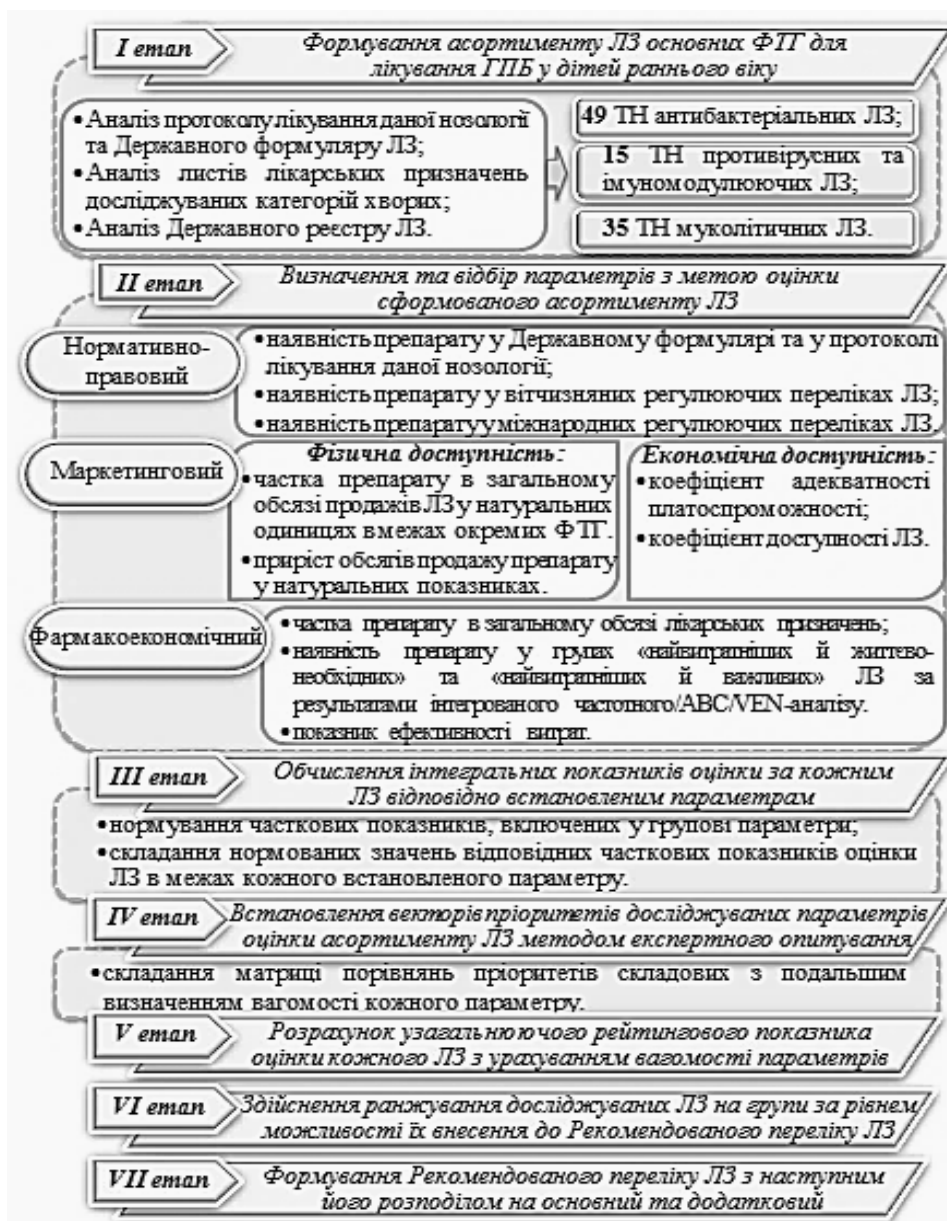 I етап
Формування асортименту ЛЗ основних ФТГ для
лікування ГПБ у дітей раннього віку
•Аналіз протоколу лікування даної нозології
та Державного формуляру ЛЗ;
•Аналіз листів лікарських призначень
досліджуваних категорій хворих;
•Аналіз Державного реєстру ЛЗ.
49 ТН антибактеріальних ЛЗ;
15 ТН противірусних та
імуномодулюючих ЛЗ;
35 ТН муколітичних ЛЗ.
II етап
Визначення та відбір параметрів з метою оцінки
сформованого асортименту ЛЗ
Нормативно-
правовий
•наявність препарату у Державному формулярі та у протоколі
лікування даної нозології;
•наявність препарату у вітчизняних регулюючих переліках ЛЗ;
•наявність препарату у міжнародних регулюючих переліках ЛЗ.
Маркетинговий
Фізична доступність:
•частка препарату в загальному
обсязі продажів ЛЗ у натуральних
одиницях в межах окремих ФТГ.
•приріст обсягів продажу препарату
у натуральних показниках.
Економічна доступність:
•коефіцієнт адекватності
платоспроможності;
•коефіцієнт доступності ЛЗ.
Фармакоекономічний
•частка препарату в загальному обсязі лікарських призначень;
•наявність препарату у групах «найвитратніших й життєво-
необхідних» та «найвитратніших й важливих» ЛЗ за
результатами інтегрованого частотного/ABC/VEN-аналізу.
•показник ефективності витрат.
III етап
Обчислення інтегральних показників оцінки за кожним
ЛЗ відповідно встановленим параметрам
•нормування часткових показників, включених у групові параметри;
•складання нормованих значень відповідних часткових показників оцінки
ЛЗ в межах кожного встановленого параметру.
IV етап
Встановлення векторів пріоритетів досліджуваних параметрів
оцінки асортименту ЛЗ методом експертного опитування
•складання матриці порівнянь пріоритетів складових з подальшим
визначенням вагомості кожного параметру.
V етап
Розрахунок узагальнюючого рейтингового показника
оцінки кожного ЛЗ з урахуванням вагомості параметрів
VI етап
Здійснення ранжування досліджуваних ЛЗ на групи за рівнем
можливості їх внесення до Рекомендованого переліку ЛЗ
VII етап
Формування Рекомендованого переліку ЛЗ з наступним
його розподілом на основний та додатковий